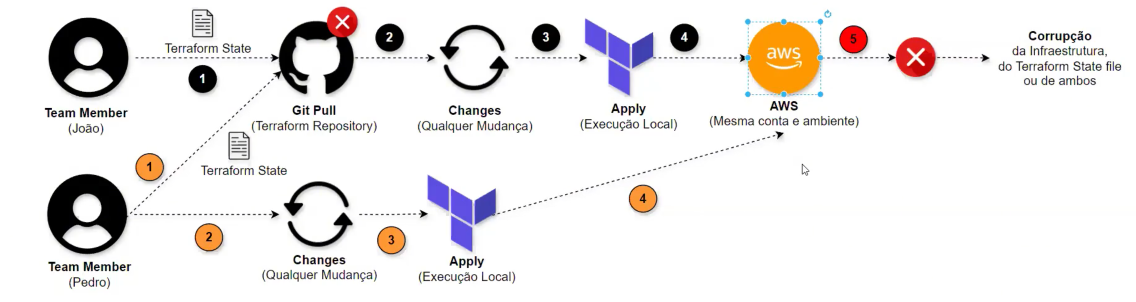 Terraform State
1
2
3
4
aws
5
Corrupção
da Infraestrutura,
do Terraform State file
ou de ambos
Team Member
(João)
Git Pull
(Terraform Repository)
Changes
(Qualquer Mudança)
Apply
(Execução Local)
AWS
(Mesma conta e ambiente)
Terraform State
1
2
3
4
Team Member
(Pedro)
Changes
(Qualquer Mudança)
Apply
(Execução Local)